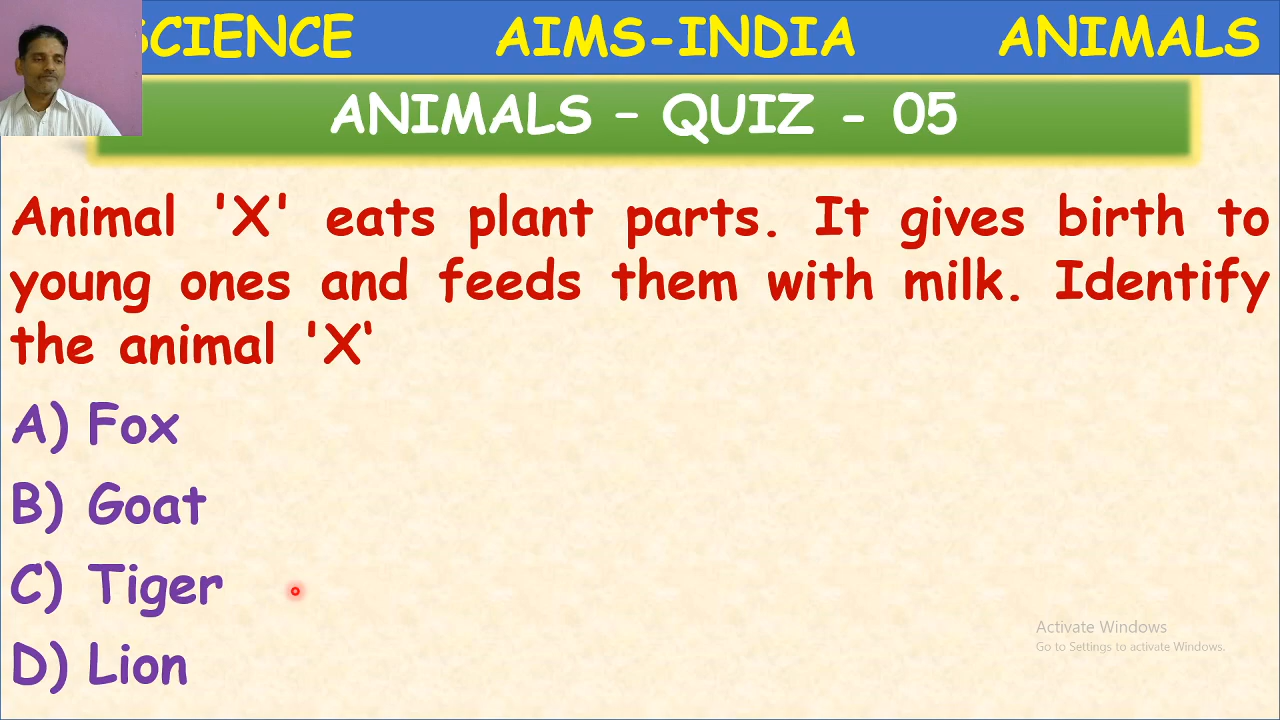 SCIENCE AIMS-INDIA ANIMALS
ANIMALS – QUIZ - 05
Animal 'X' eats plant parts. It gives birth to
young ones and feeds them with milk. Identify
the animal 'X‘
A) Fox
B) Goat
C) Tiger
D) Lion
Activate Windows
Go to Settings to activate Windows.